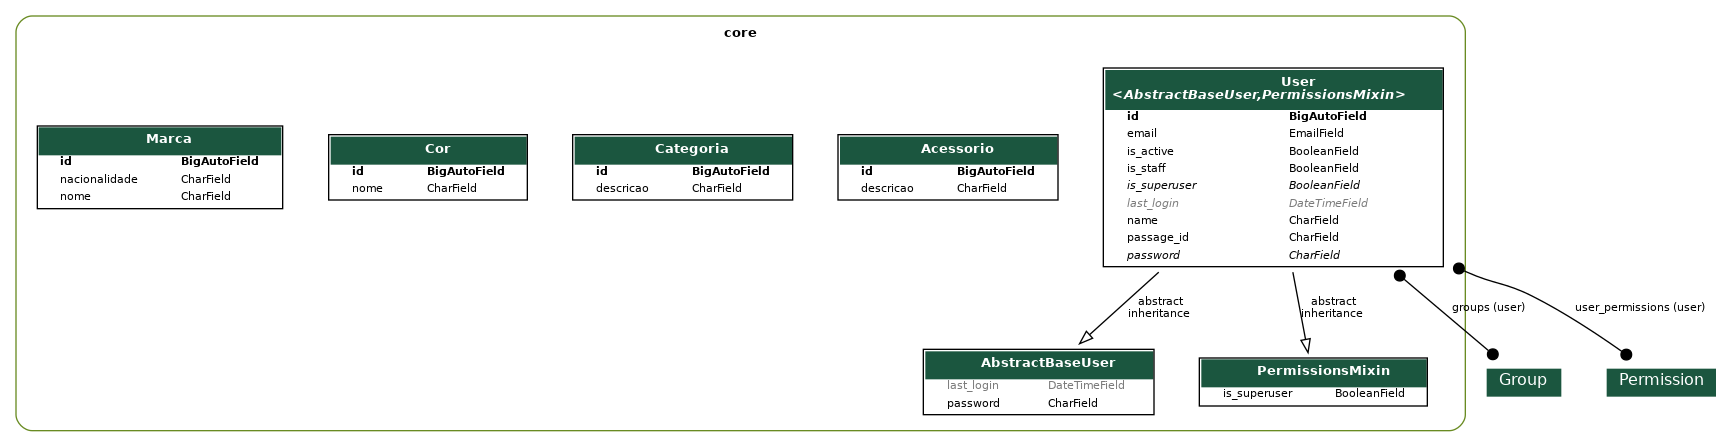 core
Marca
id BigAutoField
nacionalidade CharField
nome CharField
Cor
id BigAutoField
nome CharField
Categoria
id BigAutoField
descricao CharField
Acessorio
id BigAutoField
descricao CharField
User
<AbstractBaseUser,PermissionsMixin>
id BigAutoField
email EmailField
is_active BooleanField
is_staff BooleanField
is_superuser BooleanField
last_login DateTimeField
name CharField
passage_id CharField
password CharField
abstract
inheritance
abstract
inheritance
groups (user)
user_permissions (user)
AbstractBaseUser
last_login DateTimeField
password CharField
PermissionsMixin
is_superuser BooleanField
Group
Permission